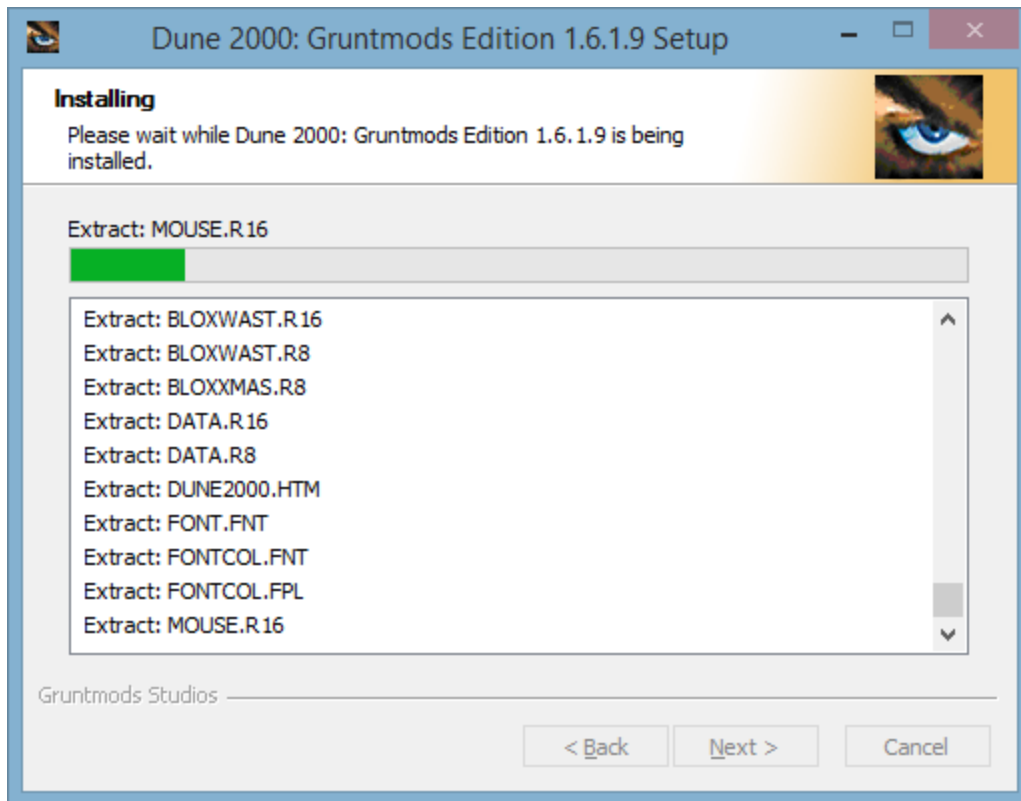 Dune 2000: Gruntmods Edition 1.6.1.9 Setup
Installing
Please wait while Dune 2000: Gruntmods Edition 1.6.1.9 is being
installed.
Extract: MOUSE.R16
Extract: BLOXWAST.R16
Extract: BLOXWAST.R8
Extract: BLOXXMAS.R8
Extract: DATA.R16
Extract: DATA.R8
Extract: DUNE2000.HTM
Extract: FONT.FNT
Extract: FONTCOL.FNT
Extract: FONTCOL.FPL
Extract: MOUSE.R16
Gruntmods Studios
< Back Next > Cancel